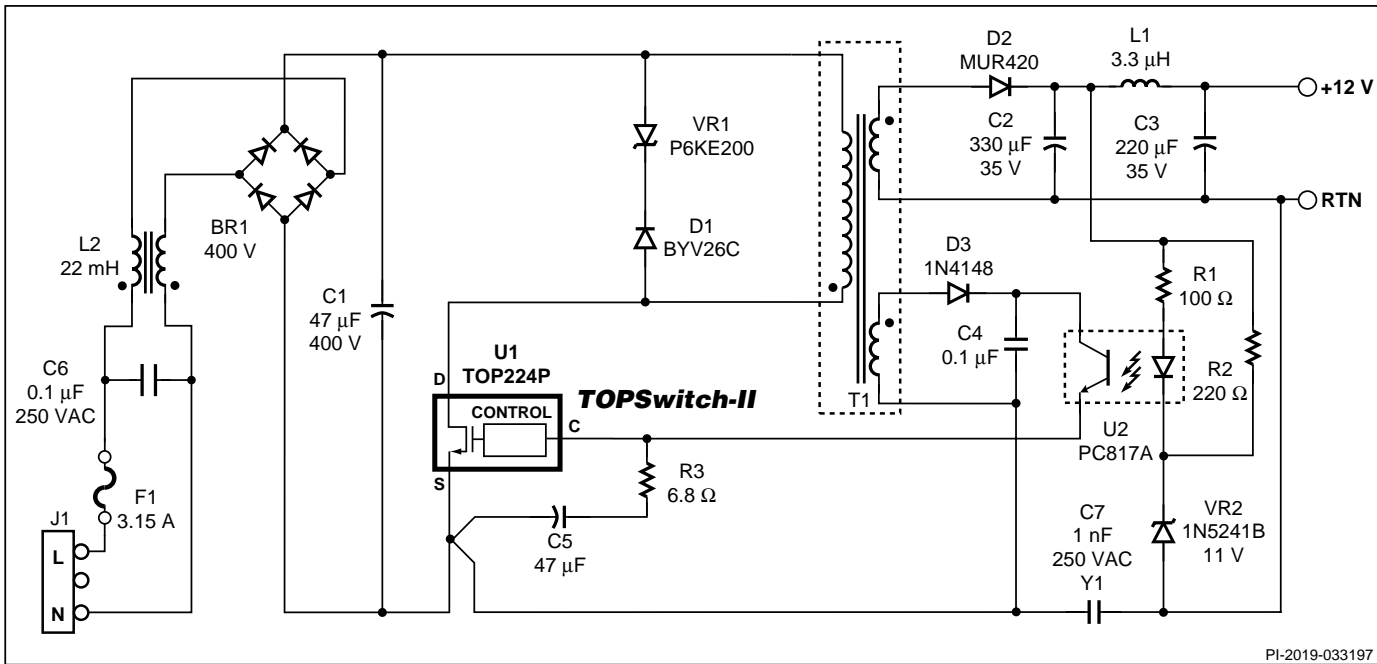 D2
MUR420
L1
3.3 µH
+12 V
VR1
P6KE200
C2
330 µF
35 V
C3
220 µF
35 V
RTN
BR1
400 V
D1
BYV26C
L2
22 mH
D3
1N4148
R1
100 Ω
C1
47 µF
400 V
C4
0.1 µF
U1
TOP224P
C6
0.1 µF
250 VAC
D
TOPSwitch-II
T1
R2
220 Ω
CONTROL
C
U2
PC817A
S
R3
6.8 Ω
F1
3.15 A
J1
L
N
C5
47 µF
C7
1 nF
250 VAC
Y1
VR2
1N5241B
11 V
PI-2019-033197